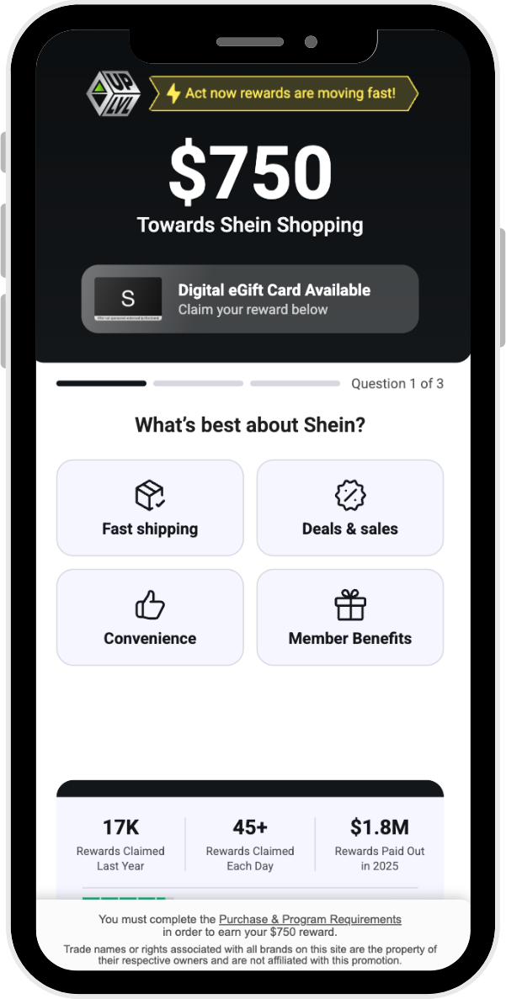 UP
LVL
Act now rewards are moving fast!
$750
Towards Shein Shopping
S
Digital eGift Card Available
Claim your reward below
Question 1 of 3
What's best about Shein?
Fast shipping
Deals & sales
Convenience
Member Benefits
17K
Rewards Claimed
Last Year
45+
Rewards Claimed
Each Day
$1.8M
Rewards Paid Out
in 2025
You must complete the Purchase & Program Requirements
in order to earn your $750 reward.
Trade names or rights associated with all brands on this site are the property of
their respective owners and are not affiliated with this promotion.